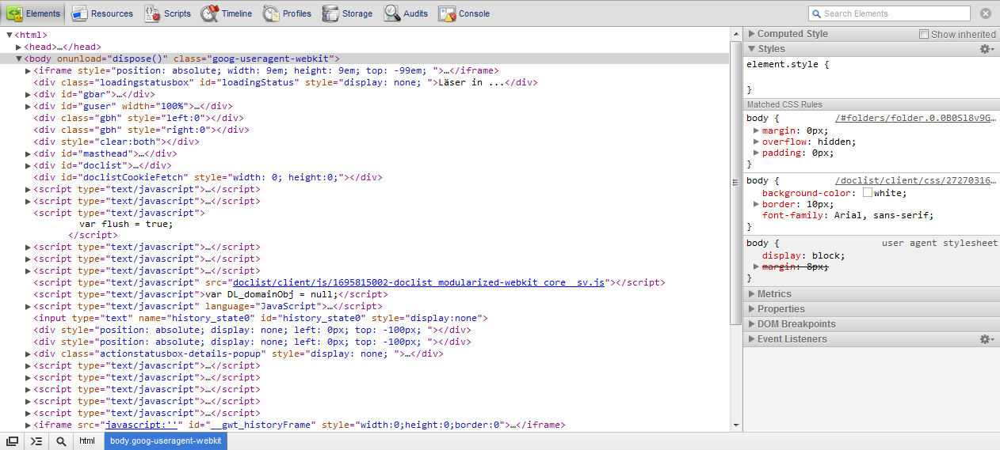 Elements Resources Scripts Timeline Profiles Storage Audits Console Search Elements
<html>
<head>…</head>
<body onunload="dispose()" class="goog-useragent-webkit">
<iframe style="position: absolute; width: 9em; height: 9em; top: -99em; ">…</iframe>
<div class="loadingstatusbox" id="loadingStatus" style="display: none; ">Läser in ...</div>
<div id="gbar">…</div>
<div id="guser" width="100%">…</div>
<div class="gbh" style="left:0"></div>
<div class="gbh" style="right:0"></div>
<div style="clear:both"></div>
<div id="masthead">…</div>
<div id="doclist">…</div>
<div id="doclistCookieFetch" style="width: 0; height:0;"></div>
<script type="text/javascript">…</script>
<script type="text/javascript">…</script>
<script type="text/javascript">
var flush = true;
</script>
<script type="text/javascript">…</script>
<script type="text/javascript">…</script>
<script type="text/javascript">…</script>
<script type="text/javascript" src="doclist/client/js/1695815002-doclist_modularized-webkit_core__sv.js"></script>
<script type="text/javascript">var DL_domainObj = null;</script>
<script type="text/javascript" language="JavaScript">…</script>
<input type="text" name="history_state0" id="history_state0" style="display:none">
<div style="position: absolute; display: none; left: 0px; top: -100px; "></div>
<div style="position: absolute; display: none; left: 0px; top: -100px; "></div>
<div class="actionstatusbox-details-popup" style="display: none; ">…</div>
<script type="text/javascript">…</script>
<script type="text/javascript">…</script>
<script type="text/javascript">…</script>
<script type="text/javascript">…</script>
<script type="text/javascript">…</script>
<iframe src="javascript:''" id="__gwt_historyFrame" style="width:0;height:0;border:0">…</iframe>
html body.goog-useragent-webkit
Computed Style Show inherited
Styles
element.style {
}
Matched CSS Rules
body { /#folders/folder.0.0B0Sl8v9G…
margin: 0px;
overflow: hidden;
padding: 0px;
}
body { /doclist/client/css/27270316…
background-color: white;
border: 10px;
font-family: Arial, sans-serif;
}
body { user agent stylesheet
display: block;
margin: 8px;
}
Metrics
Properties
DOM Breakpoints
Event Listeners